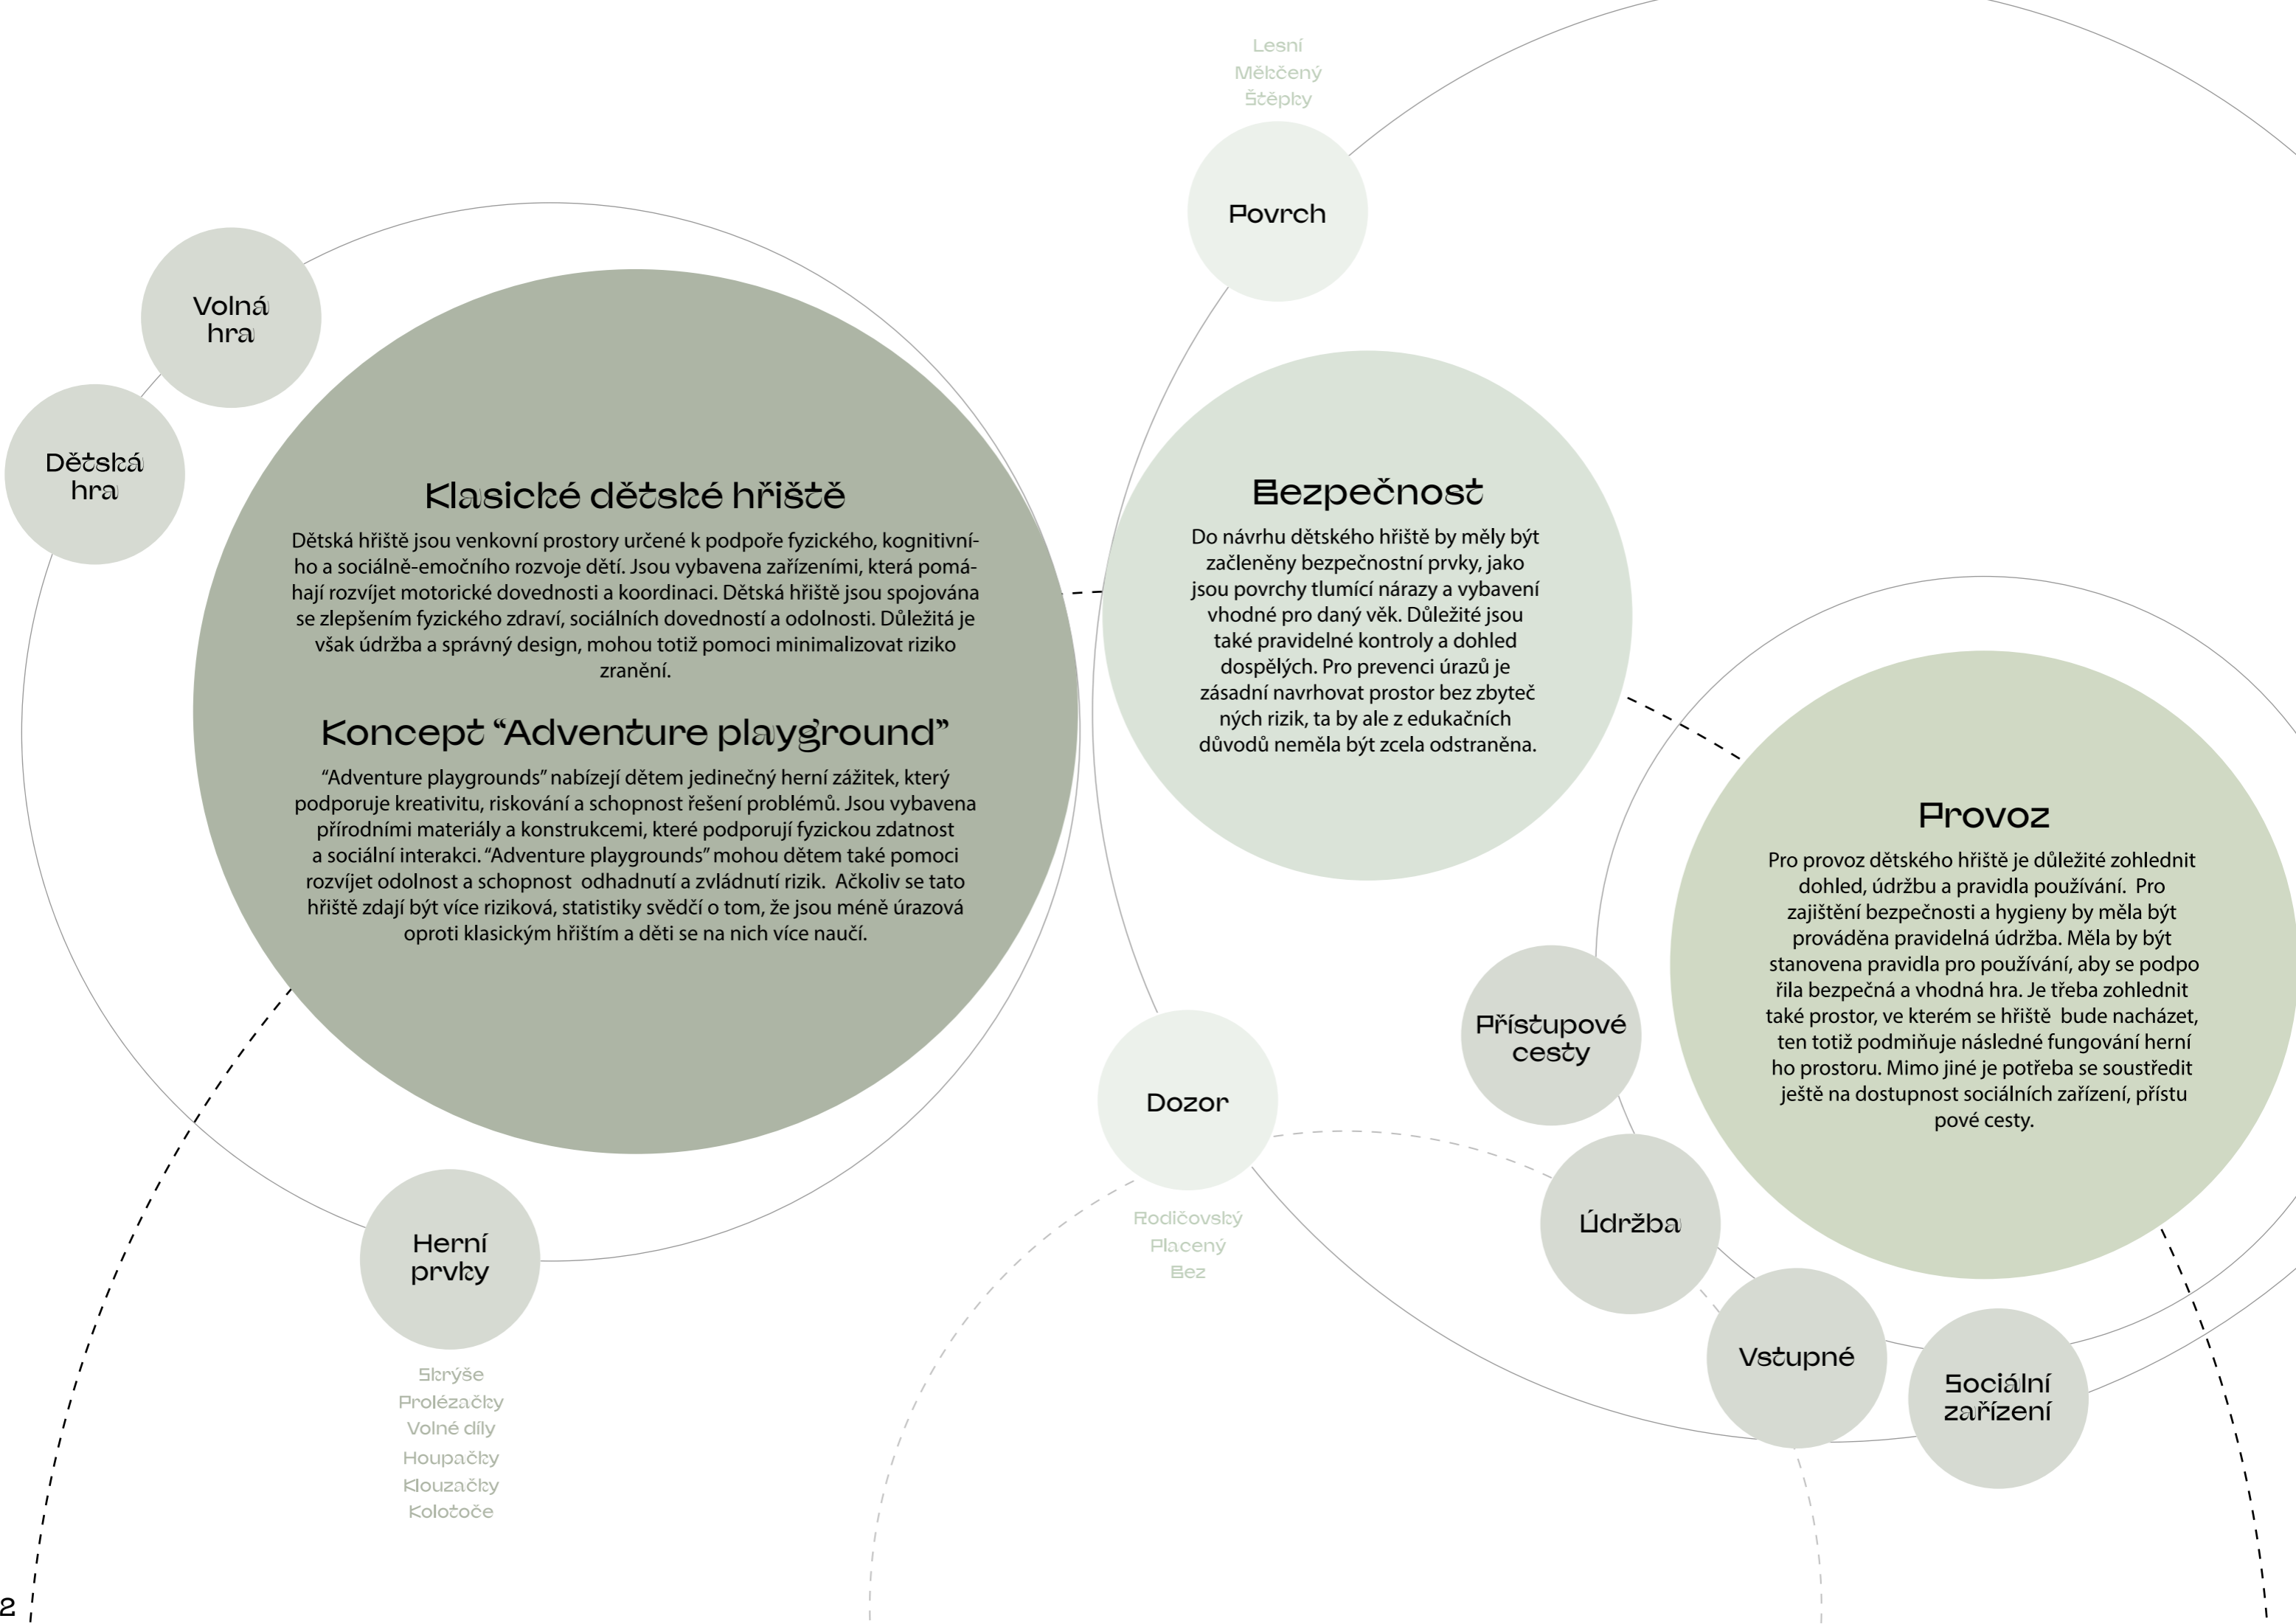 Volná
hra
Dětská
hra
Klasické dětské hřiště
Dětská hřiště jsou venkovní prostory určené k podpoře fyzického, kognitivní-
ho a sociálně-emočního rozvoje dětí. Jsou vybavena zařízeními, která pomá-
hají rozvíjet motorické dovednosti a koordinaci. Dětská hřiště jsou spojována
se zlepšením fyzického zdraví, sociálních dovedností a odolnosti. Důležitá je
však údržba a správný design, mohou totiž pomoci minimalizovat riziko
zranění.
Koncept “Adventure playground”
“Adventure playgrounds” nabízejí dětem jedinečný herní zážitek, který
podporuje kreativitu, riskování a schopnost řešení problémů. Jsou vybavena
přírodními materiály a konstrukcemi, které podporují fyzickou zdatnost
a sociální interakci. “Adventure playgrounds” mohou dětem také pomoci
rozvíjet odolnost a schopnost odhadnutí a zvládnutí rizik. Ačkoliv se tato
hřiště zdají být více riziková, statistiky svědčí o tom, že jsou méně úrazová
oproti klasickým hřištím a děti se na nich více naučí.
Herní
prvky
Skrýše
Prolézačky
Volné díly
Houpačky
Klouzačky
Kolotoče
Lesní
Měkčený
Štěpky
Povrch
Bezpečnost
Do návrhu dětského hřiště by měly být
začleněny bezpečnostní prvky, jako
jsou povrchy tlumící nárazy a vybavení
vhodné pro daný věk. Důležité jsou
také pravidelné kontroly a dohled
dospělých. Pro prevenci úrazů je
zásadní navrhovat prostor bez zbyteč
ných rizik, ta by ale z edukačních
důvodů neměla být zcela odstraněna.
Dozor
Rodičovský
Placený
Bez
Provoz
Pro provoz dětského hřiště je důležité zohlednit
dohled, údržbu a pravidla používání. Pro
zajištění bezpečnosti a hygieny by měla být
prováděna pravidelná údržba. Měla by být
stanovena pravidla pro používání, aby se podpo
řila bezpečná a vhodná hra. Je třeba zohlednit
také prostor, ve kterém se hřiště bude nacházet,
ten totiž podmiňuje následné fungování herní
ho prostoru. Mimo jiné je potřeba se soustředit
ještě na dostupnost sociálních zařízení, přístu
pové cesty.
Přístupové
cesty
Údržba
Vstupné
Sociální
zařízení
2